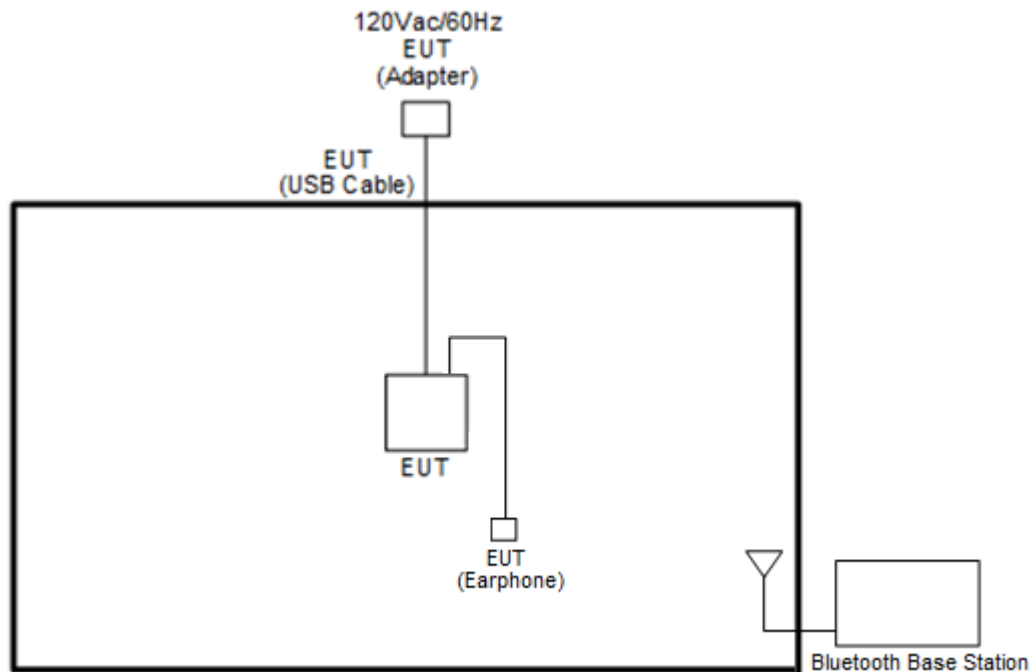 120Vac/60Hz
EUT
(Adapter)
EUT
(USB Cable)
EUT
EUT
(Earphone)
Bluetooth Base Station